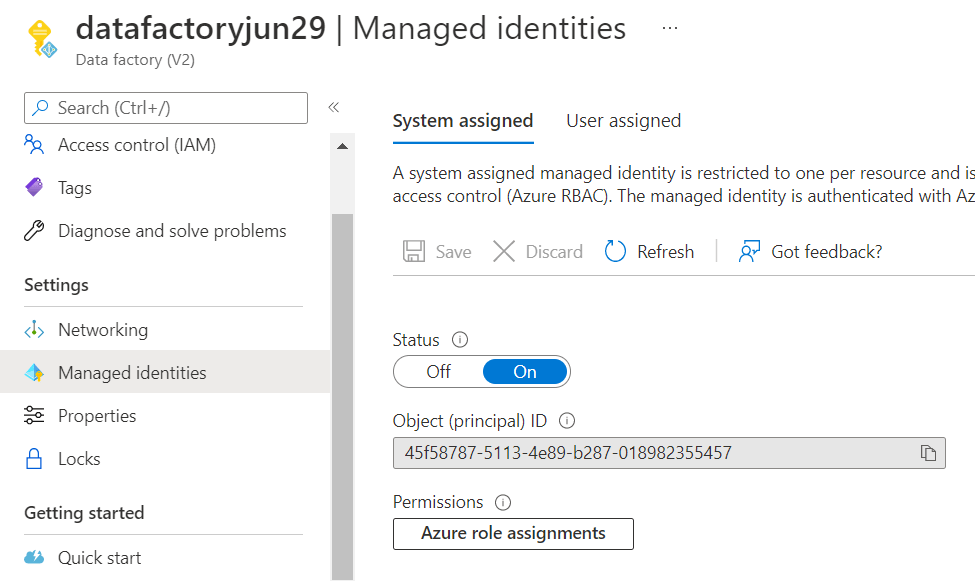 datafactoryjun29 | Managed identities ...
Data factory (V2)
Search (Ctrl+/)
«
Access control (IAM)
Tags
Diagnose and solve problems
Settings
Networking
Managed identities
Properties
Locks
Getting started
Quick start
System assigned User assigned
A system assigned managed identity is restricted to one per resource and is
access control (Azure RBAC). The managed identity is authenticated with Az
Save Discard Refresh Got feedback?
Status
Off On
Object (principal) ID
45f58787-5113-4e89-b287-018982355457
Permissions
Azure role assignments